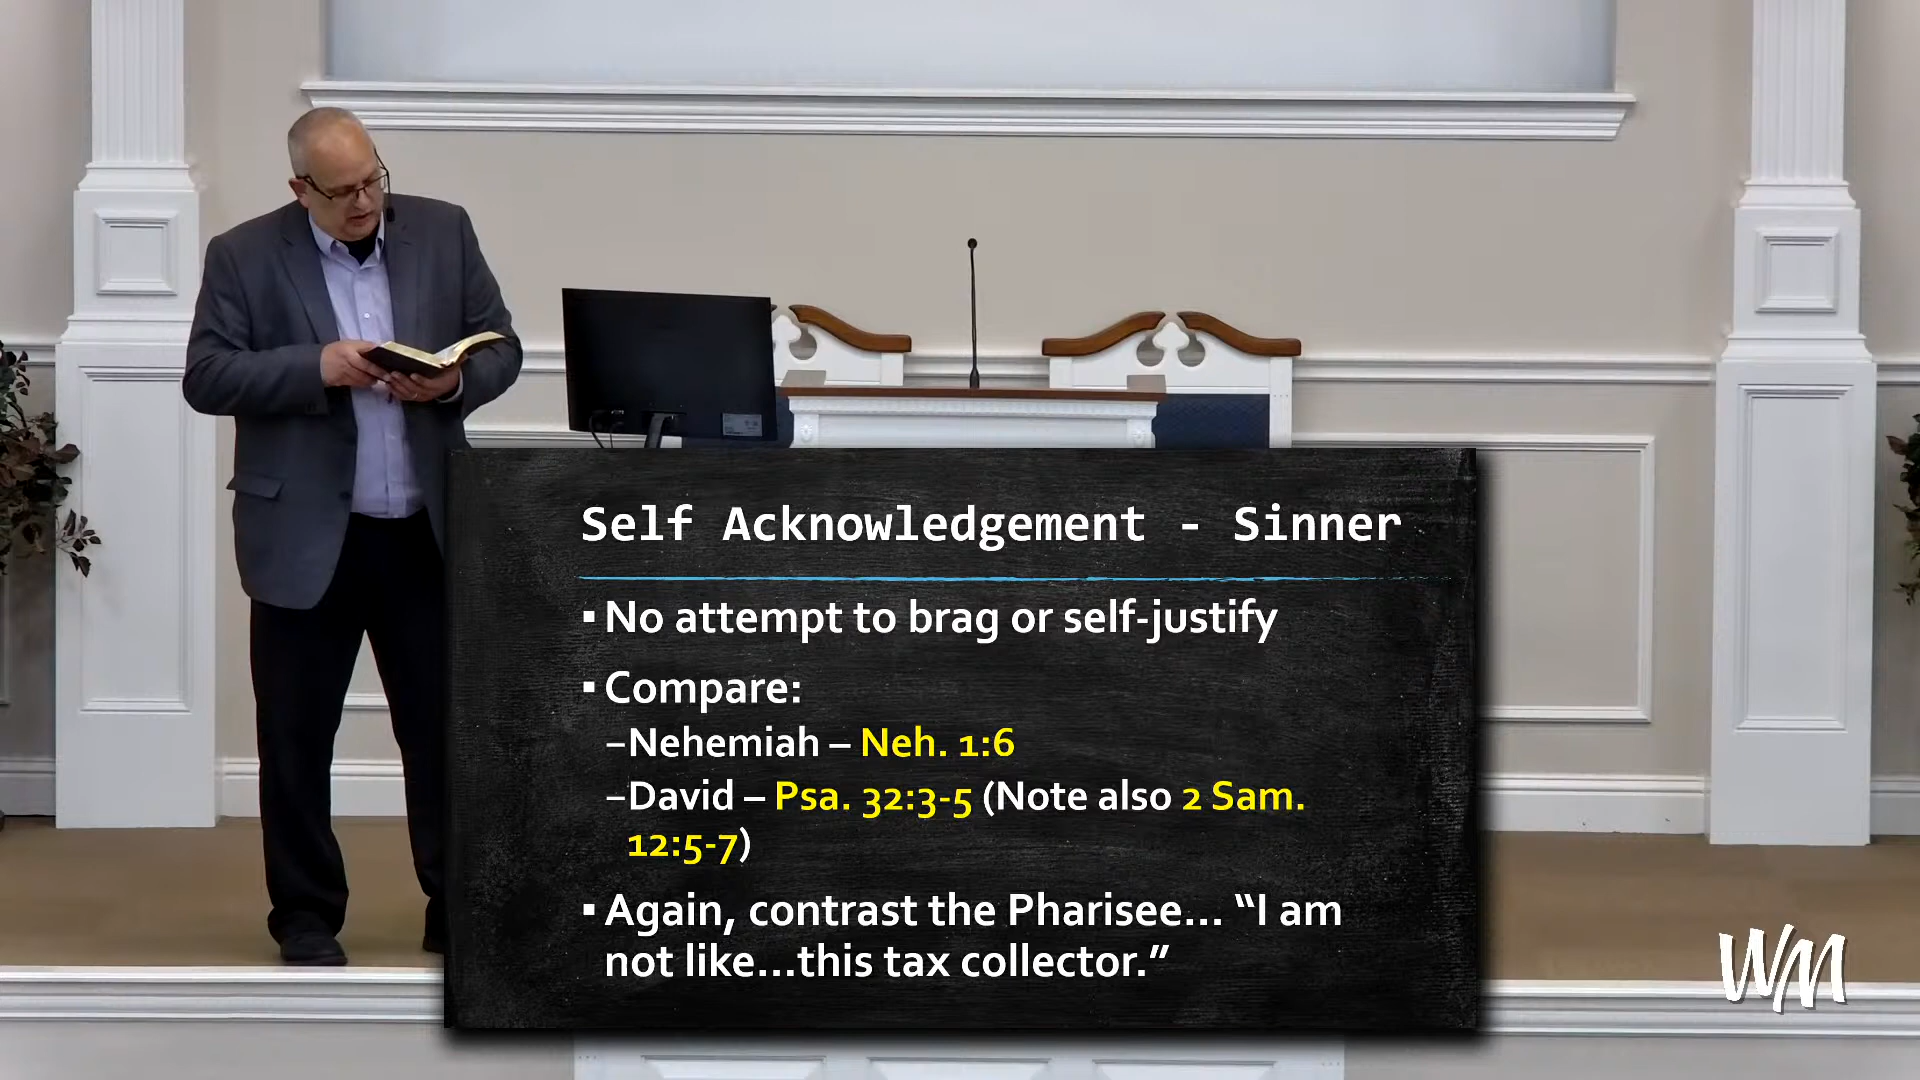 Self Acknowledgement - Sinner
▪ No attempt to brag or self-justify
▪ Compare:
–Nehemiah – Neh. 1:6
–David – Psa. 32:3-5 (Note also 2 Sam.
12:5-7)
▪ Again, contrast the Pharisee… “I am
not like…this tax collector.”
WM